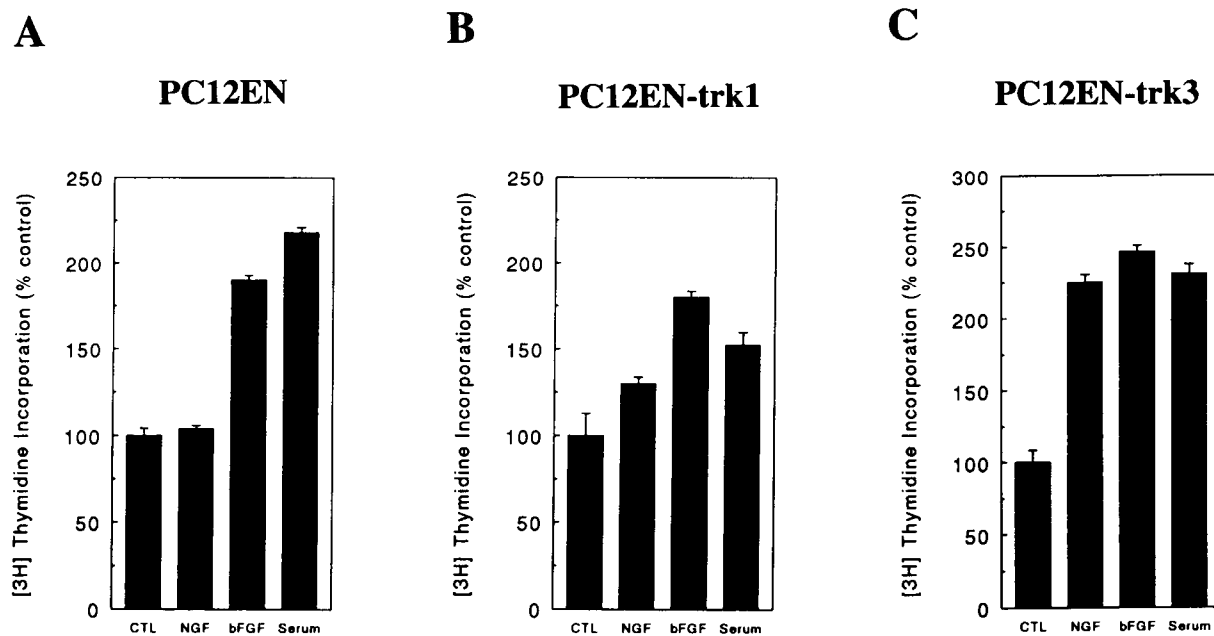 A
PC12EN
[3H] Thymidine Incorporation (% control)
250
200
150
100
50
0
CTL NGF bFGF Serum
B
PC12EN-trk1
[3H] Thymidine Incorporation (% control)
250
200
150
100
50
0
CTL NGF bFGF Serum
C
PC12EN-trk3
[3H] Thymidine Incorporation (% control)
300
250
200
150
100
50
0
CTL NGF bFGF Serum